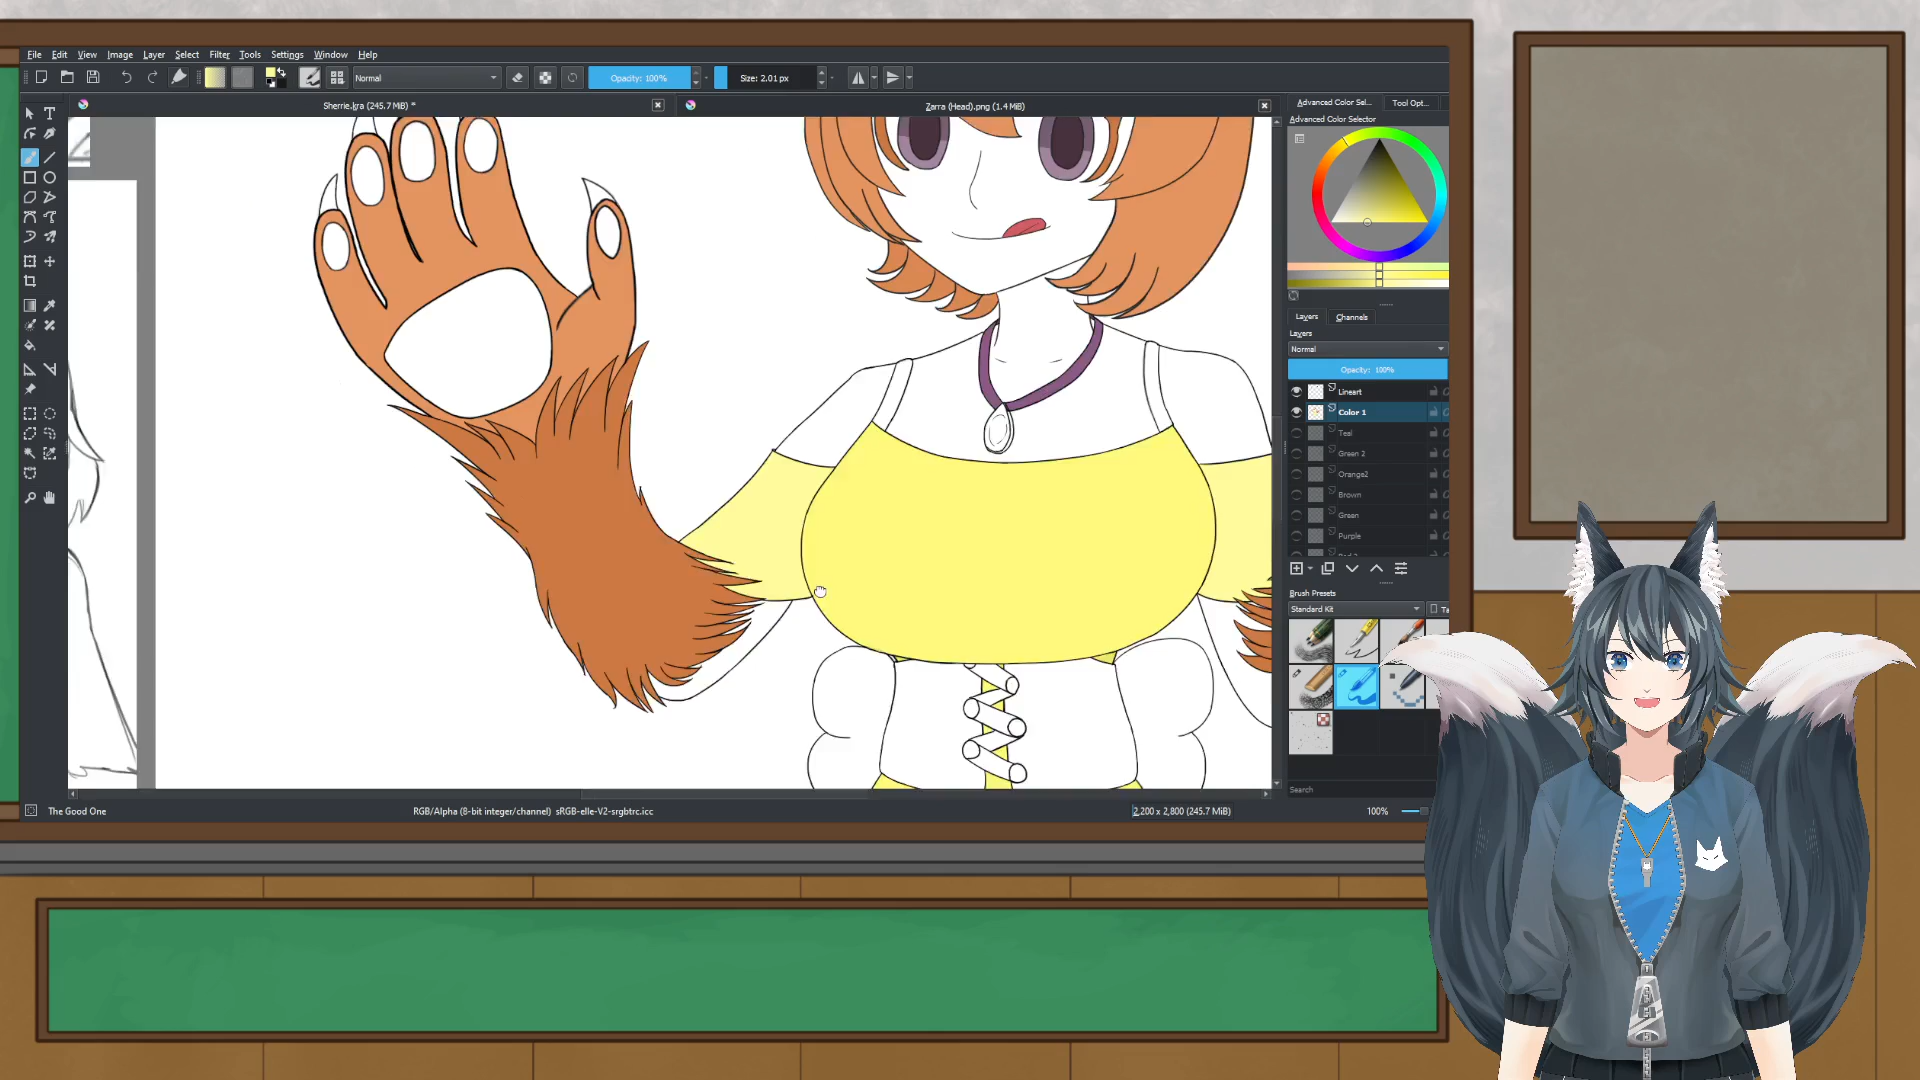 File Edit View Image Layer Select Filter Tools Settings Window Help
Normal
Opacity: 100%
Size: 2.01 px
Sherrie.kra (245.7 MiB) *
Zarra (Head).png (1.4 MiB)
Advanced Color Sel...
Tool Opt...
Advanced Color Selector
Layers
Channels
Layers
Normal
Opacity: 100%
Lineart
Color 1
Teal
Green 2
Orange2
Brown
Green
Purple
Brush Presets
Standard Kit
Search
The Good One
RGB/Alpha (8-bit integer/channel) sRGB-elle-V2-srgbtrc.icc
2,200 x 2,800 (245.7 MiB)
100%